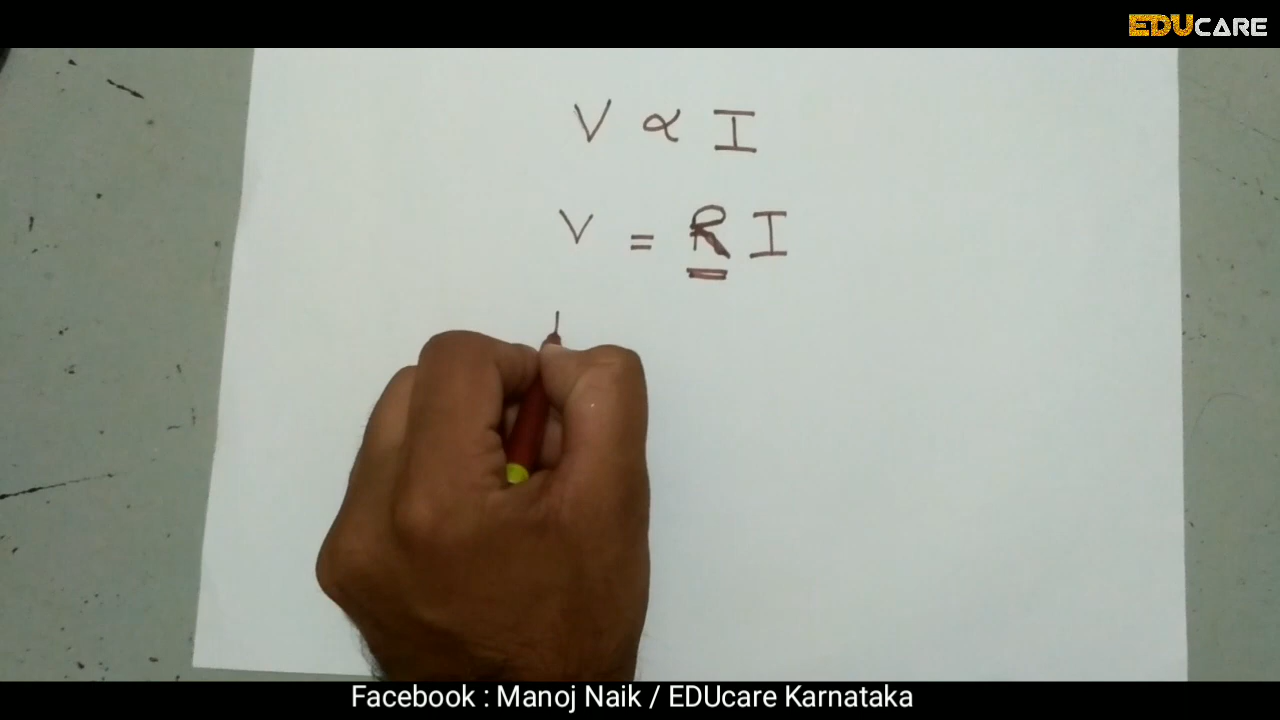 EDUCARE
V ∝ I
V = R I
Facebook : Manoj Naik / EDUcare Karnataka